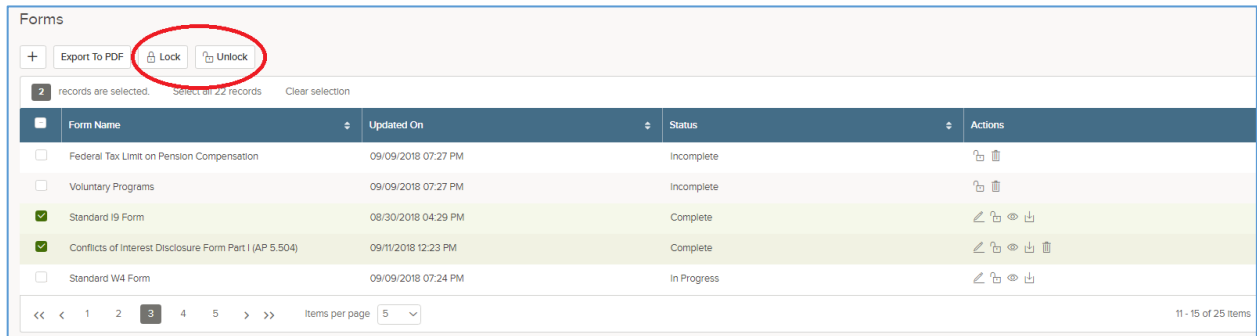 Forms
+ Export To PDF Lock Unlock
2 records are selected. Select all 22 records Clear selection
Form Name Updated On Status Actions
Federal Tax Limit on Pension Compensation 09/09/2018 07:27 PM Incomplete
Voluntary Programs 09/09/2018 07:27 PM Incomplete
Standard I9 Form 08/30/2018 04:29 PM Complete
Conflicts of Interest Disclosure Form Part I (AP 5.504) 09/11/2018 12:23 PM Complete
Standard W4 Form 09/09/2018 07:24 PM In Progress
<< < 1 2 3 4 5 > >> Items per page 5 11 - 15 of 25 items